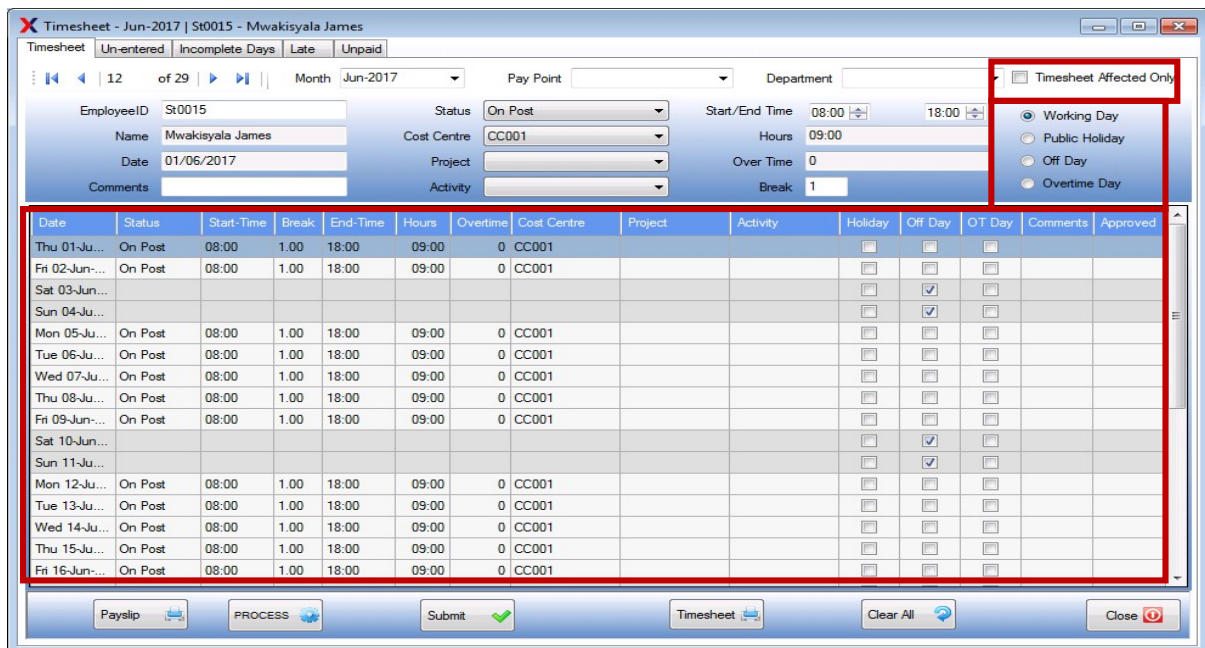 Timesheet - Jun-2017 | St0015 - Mwakisyala James
Timesheet Un-entered Incomplete Days Late Unpaid
12 of 29 Month Jun-2017 Pay Point Department Timesheet Affected Only
EmployeeID St0015 Status On Post Start/End Time 08:00 18:00 Working Day
Name Mwakisyala James Cost Centre CC001 Hours 09:00 Public Holiday
Date 01/06/2017 Project Over Time 0 Off Day
Comments Activity Break 1 Overtime Day
Date Status Start-Time Break End-Time Hours Overtime Cost Centre Project Activity Holiday Off Day OT Day Comments Approved
Thu 01-Ju... On Post 08:00 1.00 18:00 09:00 0 CC001
Fri 02-Jun-... On Post 08:00 1.00 18:00 09:00 0 CC001
Sat 03-Jun...
Sun 04-Ju...
Mon 05-Ju... On Post 08:00 1.00 18:00 09:00 0 CC001
Tue 06-Ju... On Post 08:00 1.00 18:00 09:00 0 CC001
Wed 07-Ju... On Post 08:00 1.00 18:00 09:00 0 CC001
Thu 08-Ju... On Post 08:00 1.00 18:00 09:00 0 CC001
Fri 09-Jun-... On Post 08:00 1.00 18:00 09:00 0 CC001
Sat 10-Jun...
Sun 11-Ju...
Mon 12-Ju... On Post 08:00 1.00 18:00 09:00 0 CC001
Tue 13-Ju... On Post 08:00 1.00 18:00 09:00 0 CC001
Wed 14-Ju... On Post 08:00 1.00 18:00 09:00 0 CC001
Thu 15-Ju... On Post 08:00 1.00 18:00 09:00 0 CC001
Fri 16-Jun-... On Post 08:00 1.00 18:00 09:00 0 CC001
Payslip PROCESS Submit Timesheet Clear All Close